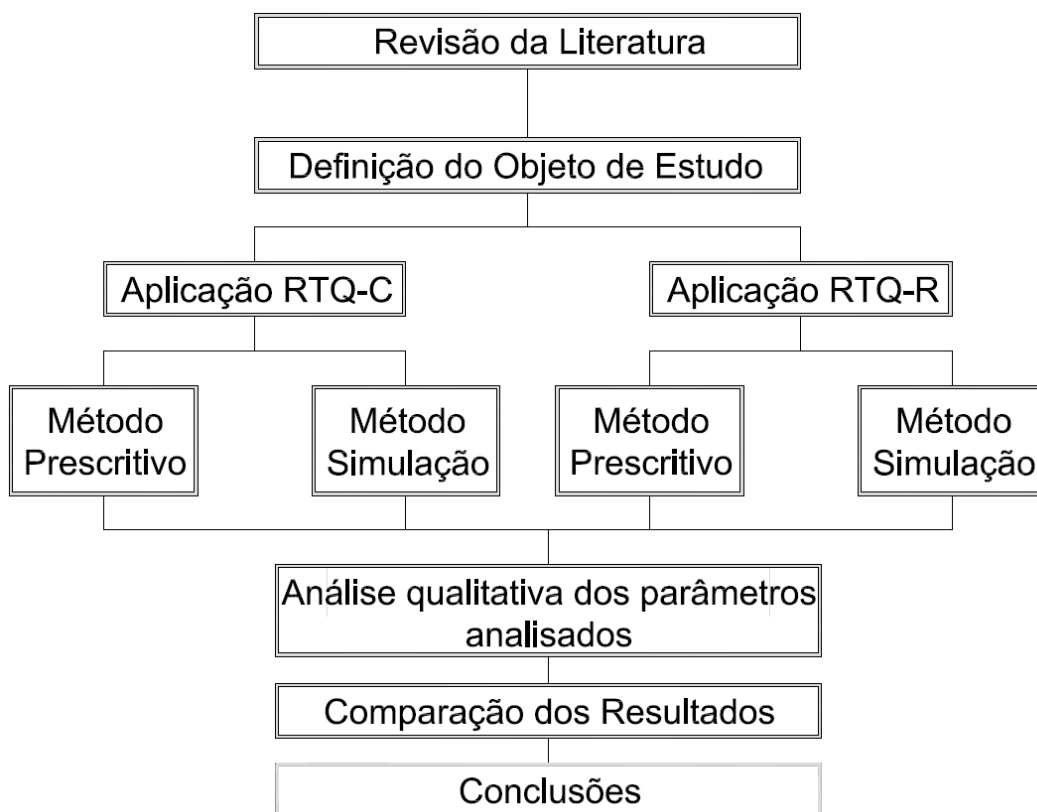 Revisão da Literatura
Definição do Objeto de Estudo
Aplicação RTQ-C
Aplicação RTQ-R
Método
Prescritivo
Método
Simulação
Método
Prescritivo
Método
Simulação
Análise qualitativa dos parâmetros
analisados
Comparação dos Resultados
Conclusões